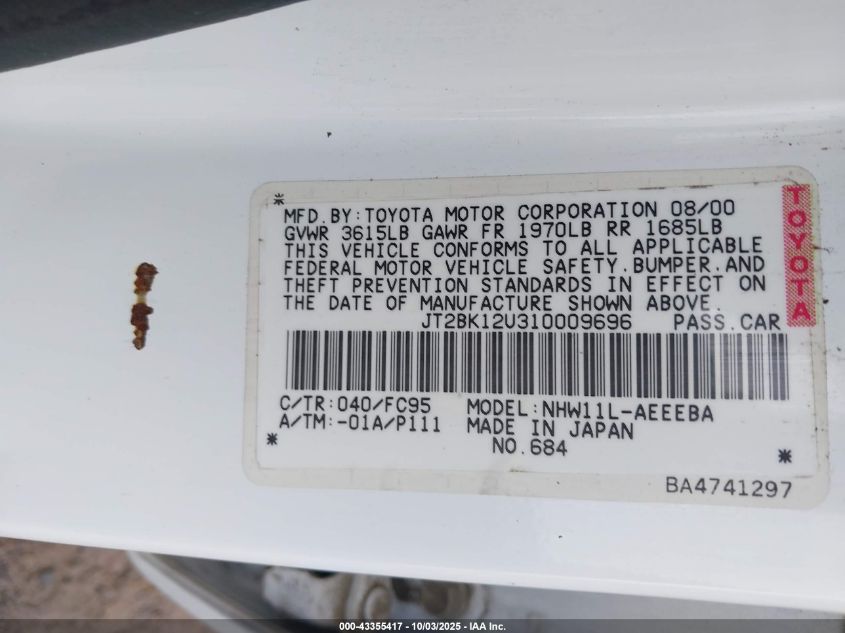 MFD.BY:TOYOTA MOTOR CORPORATION 08/00
GVWR 3615LB GAWR FR 1970LB RR 1685LB
THIS VEHICLE CONFORMS TO ALL APPLICABLE
FEDERAL MOTOR VEHICLE SAFETY.BUMPER.AND
THEFT PREVENTION STANDARDS IN EFFECT ON
THE DATE OF MANUFACTURE SHOWN ABOVE.
JT2BK12U310009696 PASS.CAR
TOYOTA
C/TR:040/FC95 MODEL:NHW11L-AEEEBA
A/TM:-01A/P111 MADE IN JAPAN
NO.684
BA4741297
000-43355417 - 10/03/2025 - IAA Inc.